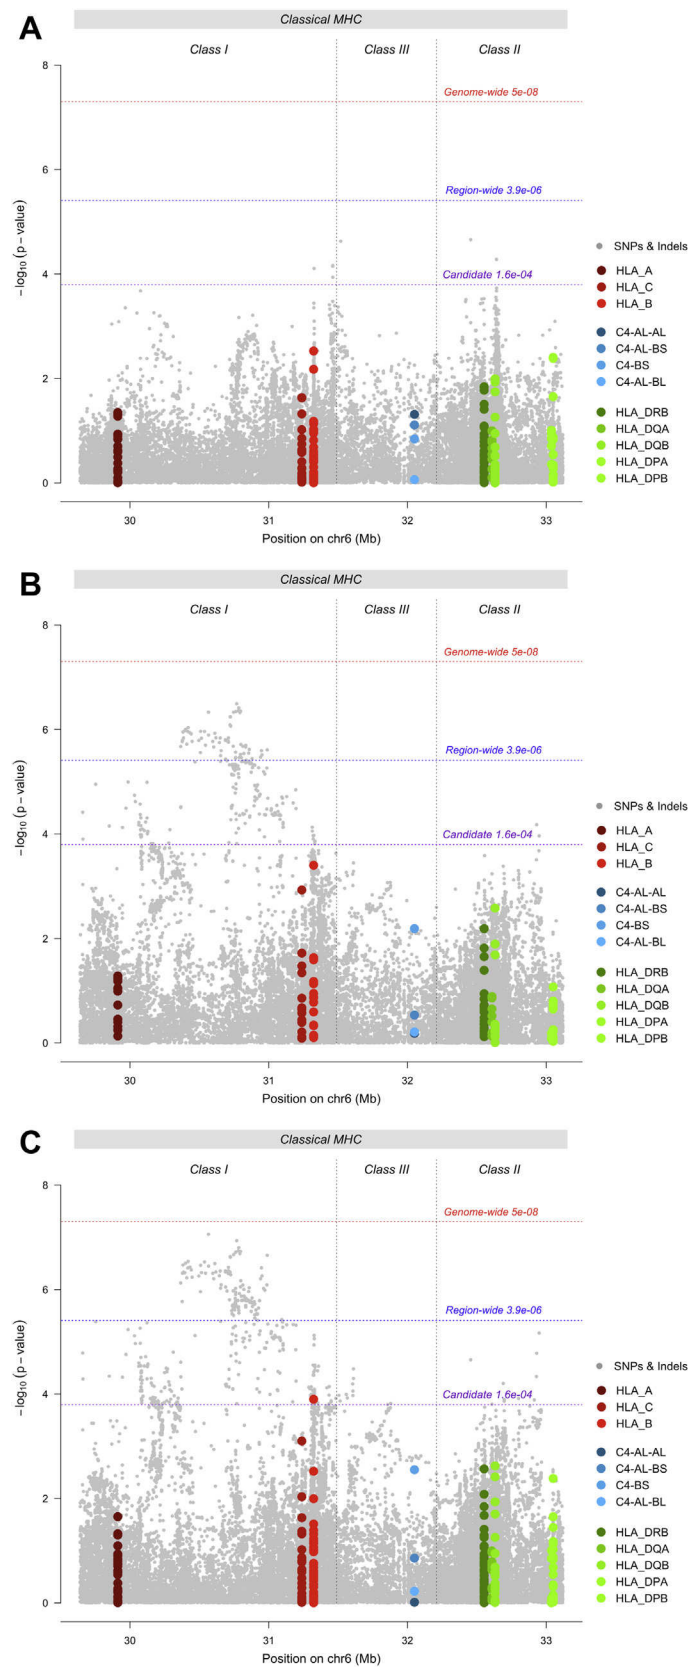 A
Classical MHC
Class I Class III Class II
8
Genome-wide 5e-08
6
Region-wide 3.9e-06
−log10 (p − value)
4
Candidate 1.6e-04
2
0
30 31 32 33
Position on chr6 (Mb)
SNPs & Indels
HLA_A
HLA_C
HLA_B
C4-AL-AL
C4-AL-BS
C4-BS
C4-AL-BL
HLA_DRB
HLA_DQA
HLA_DQB
HLA_DPA
HLA_DPB
B
Classical MHC
Class I Class III Class II
8
Genome-wide 5e-08
6
Region-wide 3.9e-06
−log10 (p − value)
4
Candidate 1.6e-04
2
0
30 31 32 33
Position on chr6 (Mb)
SNPs & Indels
HLA_A
HLA_C
HLA_B
C4-AL-AL
C4-AL-BS
C4-BS
C4-AL-BL
HLA_DRB
HLA_DQA
HLA_DQB
HLA_DPA
HLA_DPB
C
Classical MHC
Class I Class III Class II
8
Genome-wide 5e-08
6
Region-wide 3.9e-06
−log10 (p − value)
4
Candidate 1.6e-04
2
0
30 31 32 33
Position on chr6 (Mb)
SNPs & Indels
HLA_A
HLA_C
HLA_B
C4-AL-AL
C4-AL-BS
C4-BS
C4-AL-BL
HLA_DRB
HLA_DQA
HLA_DQB
HLA_DPA
HLA_DPB